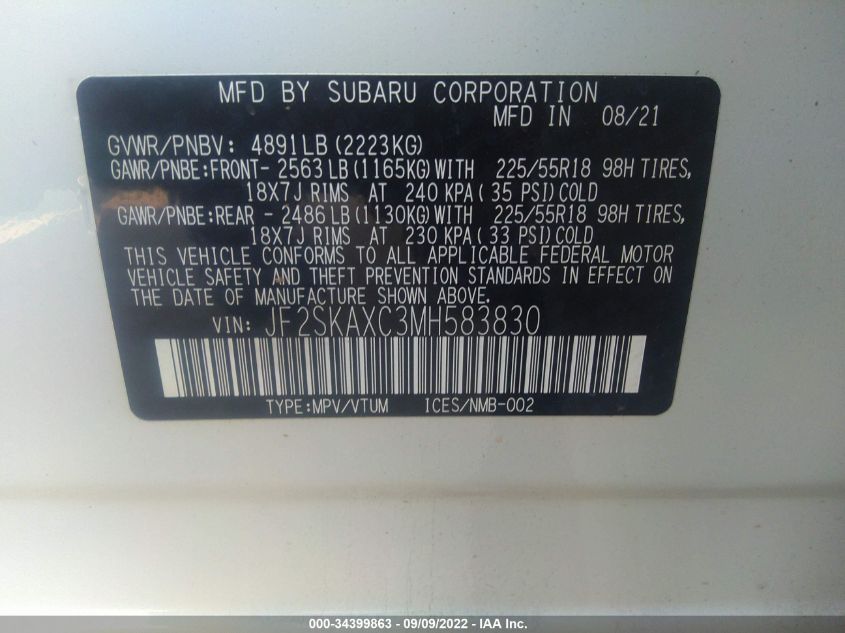 MFD BY SUBARU CORPORATION
MFD IN 08/21
GVWR/PNBV: 4891LB (2223KG)
GAWR/PNBE:FRONT- 2563LB (1165KG) WITH 225/55R18 98H TIRES,
18X7J RIMS AT 240 KPA (35 PSI) COLD
GAWR/PNBE:REAR - 2486LB (1130KG) WITH 225/55R18 98H TIRES,
18X7J RIMS AT 230 KPA (33 PSI) COLD
THIS VEHICLE CONFORMS TO ALL APPLICABLE FEDERAL MOTOR
VEHICLE SAFETY AND THEFT PREVENTION STANDARDS IN EFFECT ON
THE DATE OF MANUFACTURE SHOWN ABOVE.
VIN: JF2SKAXC3MH583830
TYPE:MPV/VTUM ICES/NMB-002
000-34399863 - 09/09/2022 - IAA Inc.